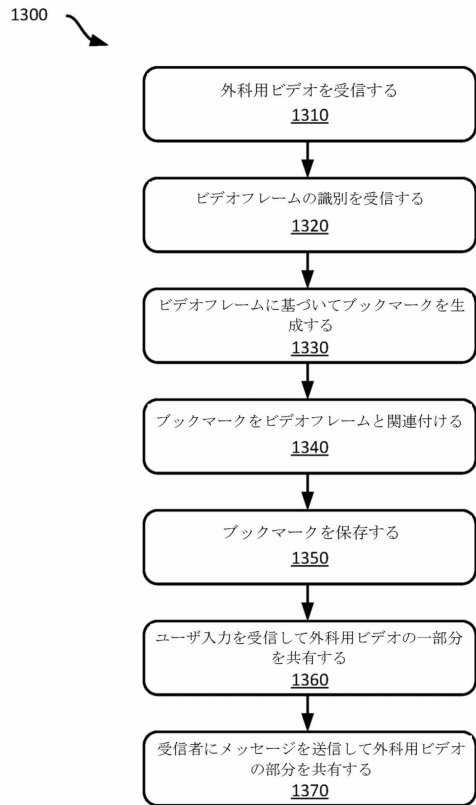 1300
外科用ビデオを受信する
1310
ビデオフレームの識別を受信する
1320
ビデオフレームに基づいてブックマークを生
成する
1330
ブックマークをビデオフレームと関連付ける
1340
ブックマークを保存する
1350
ユーザ入力を受信して外科用ビデオの一部分
を共有する
1360
受信者にメッセージを送信して外科用ビデオ
の部分を共有する
1370